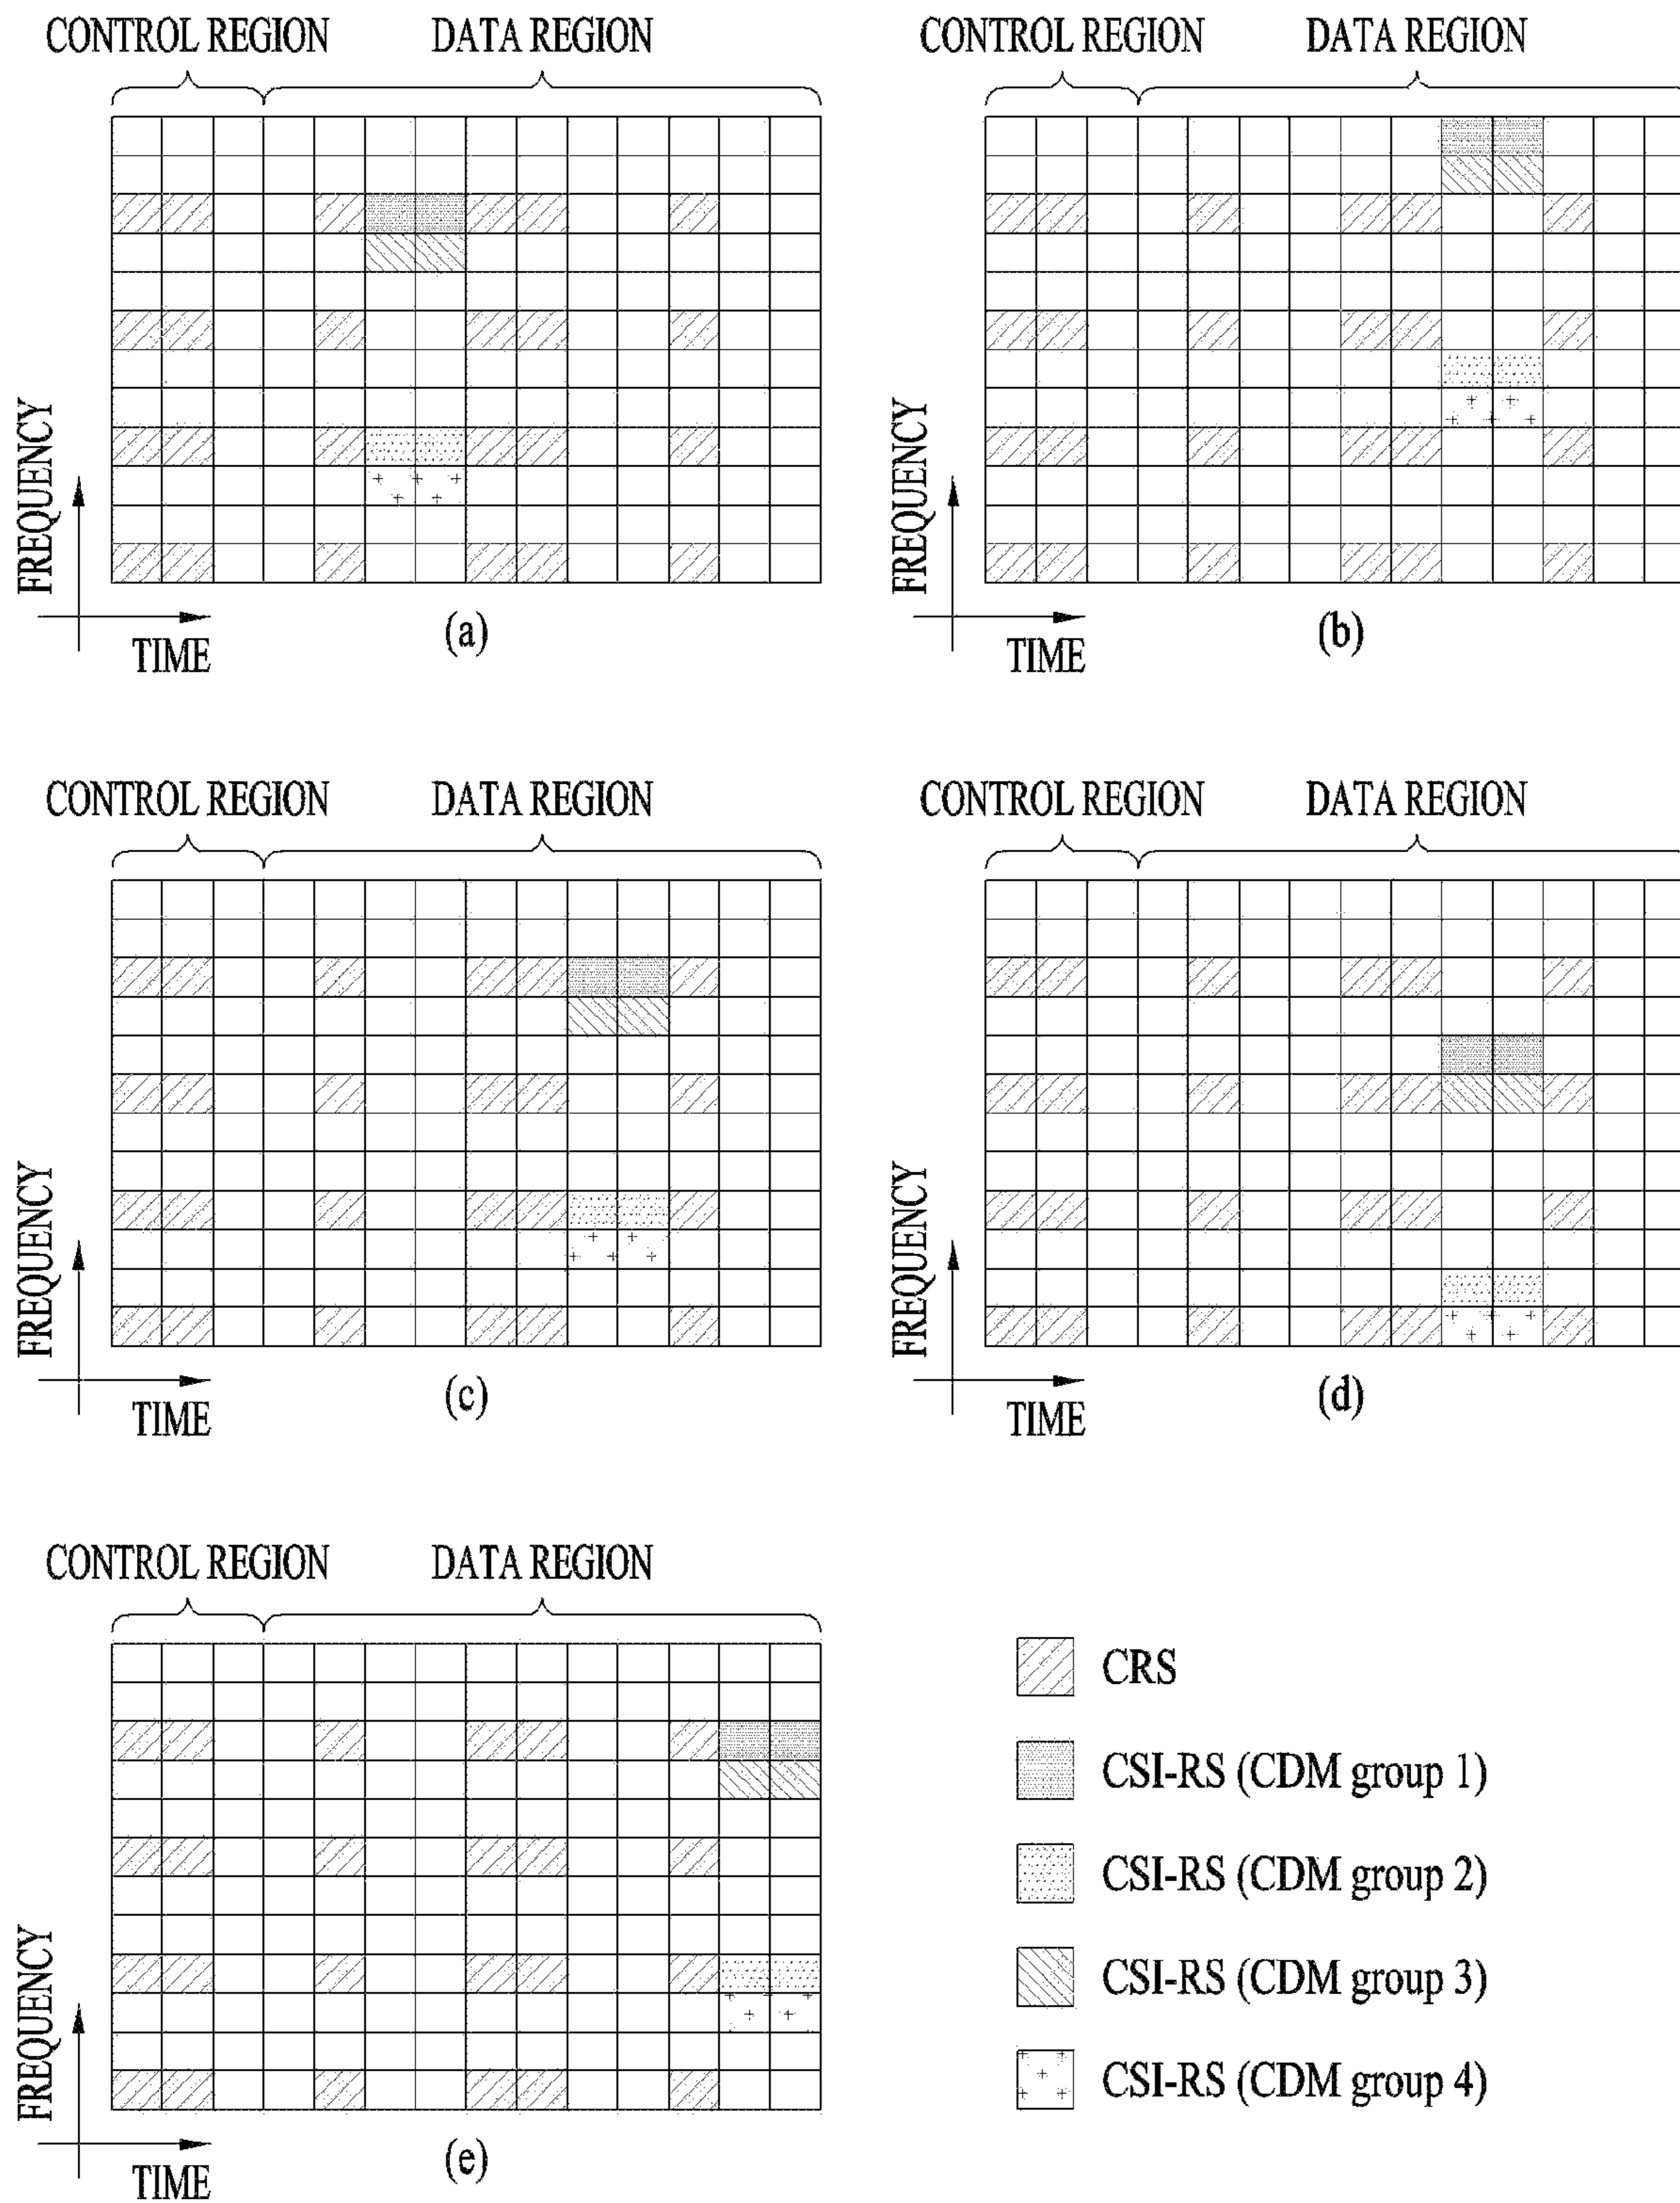 CONTROL REGION DATA REGION
FREQUENCY
TIME
(a)
CONTROL REGION DATA REGION
FREQUENCY
TIME
(b)
CONTROL REGION DATA REGION
FREQUENCY
TIME
(c)
CONTROL REGION DATA REGION
FREQUENCY
TIME
(d)
CONTROL REGION DATA REGION
FREQUENCY
TIME
(e)
CRS
CSI-RS (CDM group 1)
CSI-RS (CDM group 2)
CSI-RS (CDM group 3)
CSI-RS (CDM group 4)